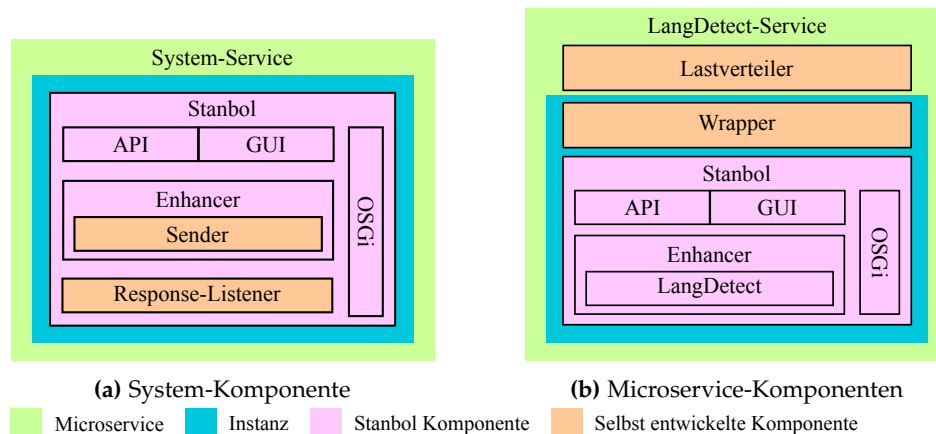 System-Service
Stanbol
API
GUI
OSGi
Enhancer
Sender
Response-Listener
(a) System-Komponente
LangDetect-Service
Lastverteiler
Wrapper
Stanbol
API
GUI
OSGi
Enhancer
LangDetect
(b) Microservice-Komponenten
Microservice
Instanz
Stanbol Komponente
Selbst entwickelte Komponente